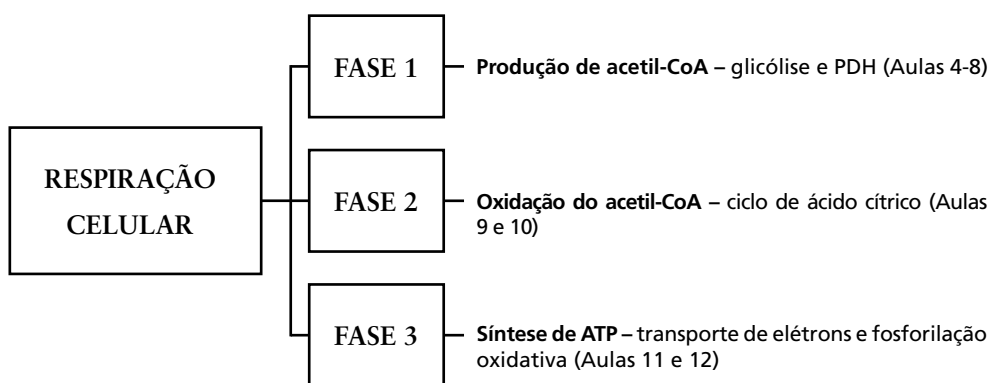 RESPIRAÇÃO
CELULAR
FASE 1
Produção de acetil-CoA – glicólise e PDH (Aulas 4-8)
FASE 2
Oxidação do acetil-CoA – ciclo de ácido cítrico (Aulas
9 e 10)
FASE 3
Síntese de ATP – transporte de elétrons e fosforilação
oxidativa (Aulas 11 e 12)